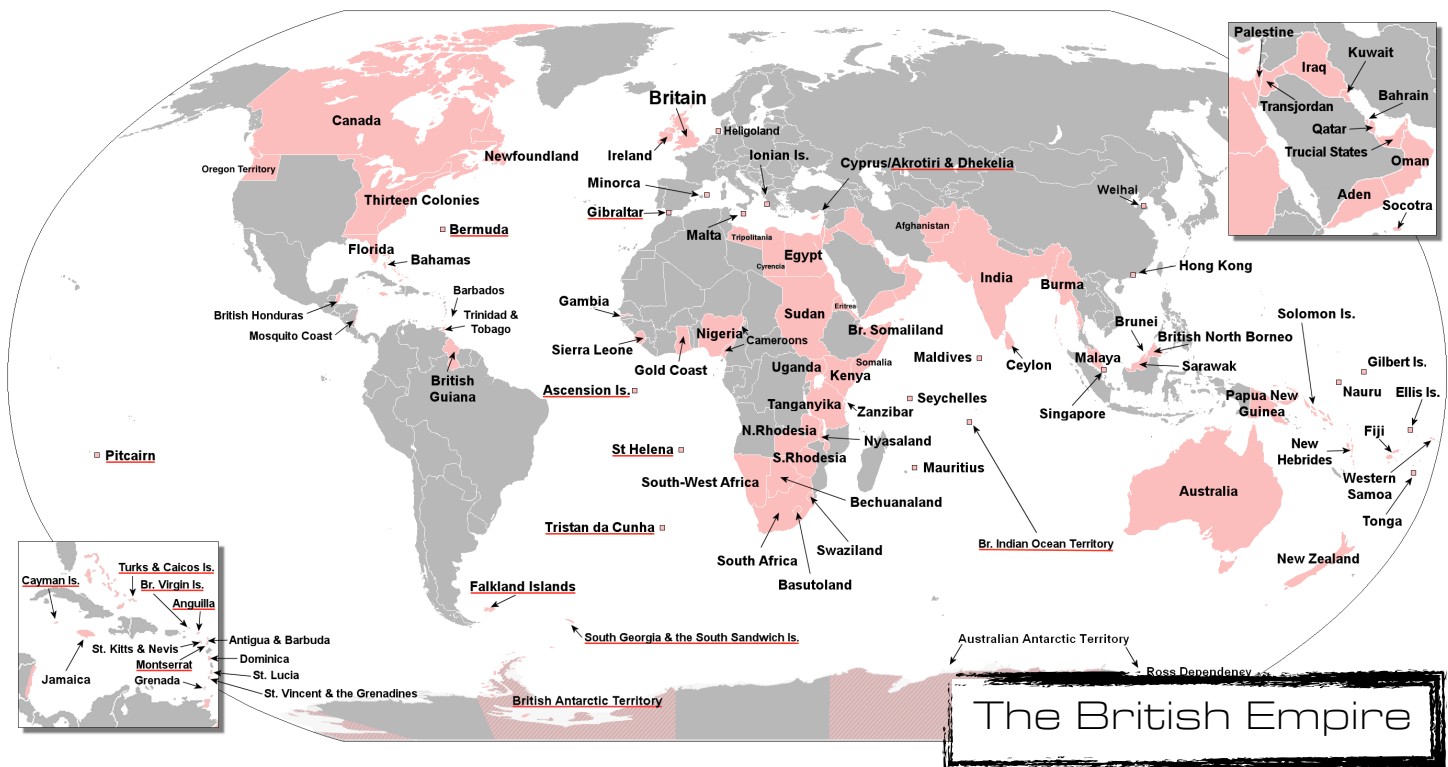 Palestine
Kuwait
Iraq
Bahrain
Transjordan
Qatar
Trucial States
Oman
Aden
Socotra
Britain
Canada
Heligoland
Newfoundland
Ireland
Ionian Is.
Oregon Territory
Cyprus/Akrotiri & Dhekelia
Minorca
Weihai
Thirteen Colonies
Gibraltar
Bermuda
Malta
Tripolitania
Afghanistan
Florida
Bahamas
Egypt
Cyrencia
Hong Kong
India
Burma
Barbados
Gambia
Eritrea
British Honduras
Trinidad &
Tobago
Sudan
Solomon Is.
Mosquito Coast
Nigeria
Br. Somaliland
Brunei
British North Borneo
Cameroons
Sierra Leone
Maldives
Malaya
Gilbert Is.
Gold Coast
Uganda
Somalia
Ceylon
Sarawak
Kenya
British
Guiana
Ascension Is.
Nauru
Ellis Is.
Seychelles
Papua New
Guinea
Tanganyika
Zanzibar
Singapore
N.Rhodesia
Nyasaland
Fiji
St Helena
New
Hebrides
Pitcairn
S.Rhodesia
Mauritius
South-West Africa
Western
Samoa
Australia
Bechuanaland
Tonga
Tristan da Cunha
Br. Indian Ocean Territory
Swaziland
South Africa
New Zealand
Basutoland
Falkland Islands
Turks & Caicos Is.
Cayman Is.
Br. Virgin Is.
Anguilla
South Georgia & the South Sandwich Is.
Australian Antarctic Territory
Antigua & Barbuda
St. Kitts & Nevis
Dominica
Montserrat
Ross Dependency
St. Lucia
Jamaica
Grenada
St. Vincent & the Grenadines
British Antarctic Territory
The British Empire